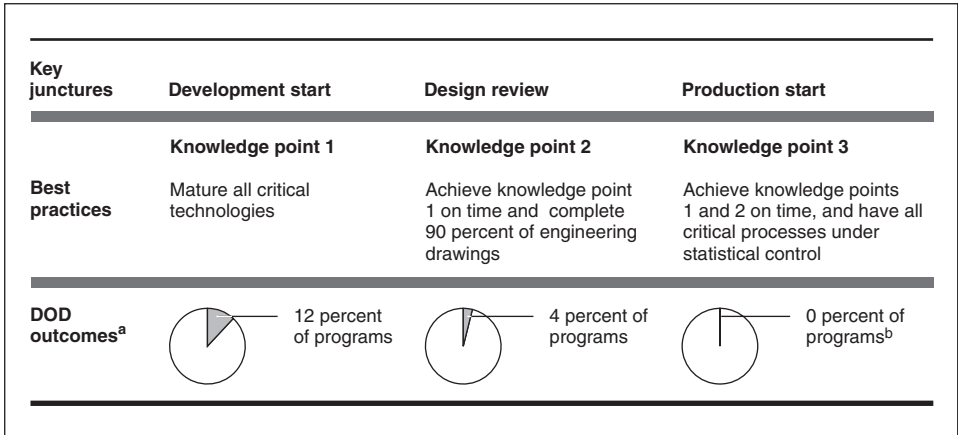 Key
junctures
Development start
Design review
Production start
Knowledge point 1
Knowledge point 2
Knowledge point 3
Best
practices
Mature all critical
technologies
Achieve knowledge point
1 on time and complete
90 percent of engineering
drawings
Achieve knowledge points
1 and 2 on time, and have all
critical processes under
statistical control
DOD
outcomesa
12 percent
of programs
4 percent of
programs
0 percent of
programsb